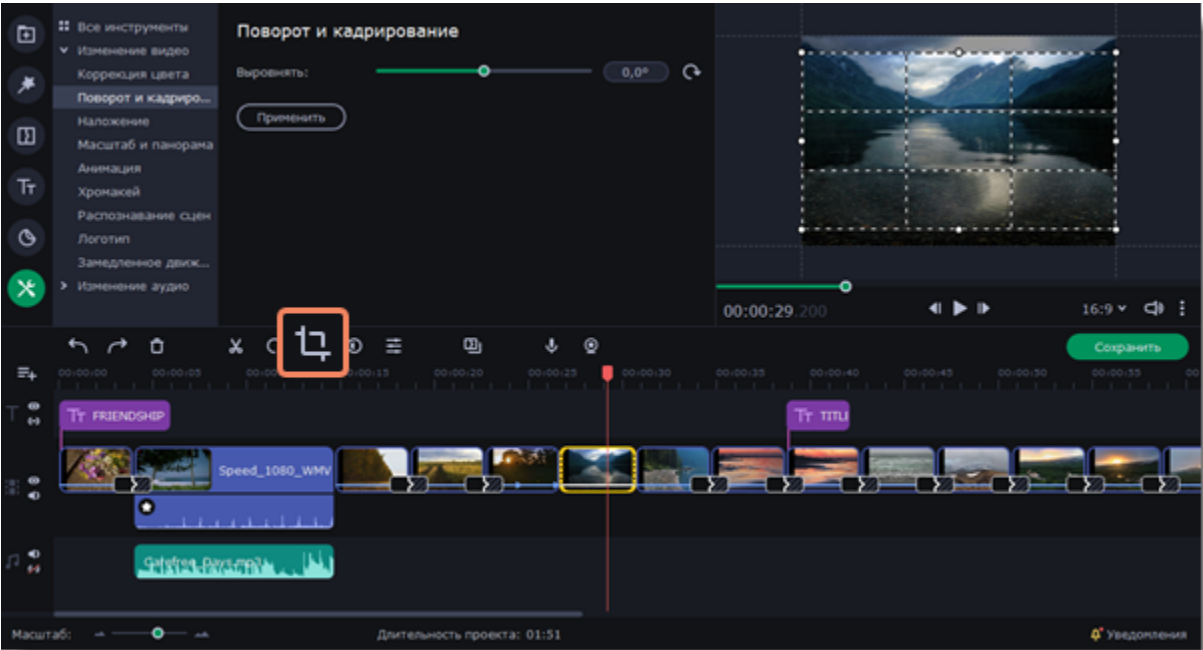 Все инструменты
Изменение видео
Коррекция цвета
Поворот и кадриро...
Наложение
Масштаб и панорама
Анимация
Хромакей
Распознавание сцен
Логотип
Замедленное движ...
Изменение аудио
Поворот и кадрирование
Выровнять:
0,0°
Применить
00:00:29.200
16:9
Сохранить
00:00:00
00:00:05
00:00:15
00:00:20
00:00:25
00:00:30
00:00:35
00:00:40
00:00:45
00:00:50
00:00:55
Tт FRIENDSHIP
Tт TITLI
Speed_1080_WMV
Carefree_Days.mp3
Масштаб:
Длительность проекта: 01:51
Уведомления